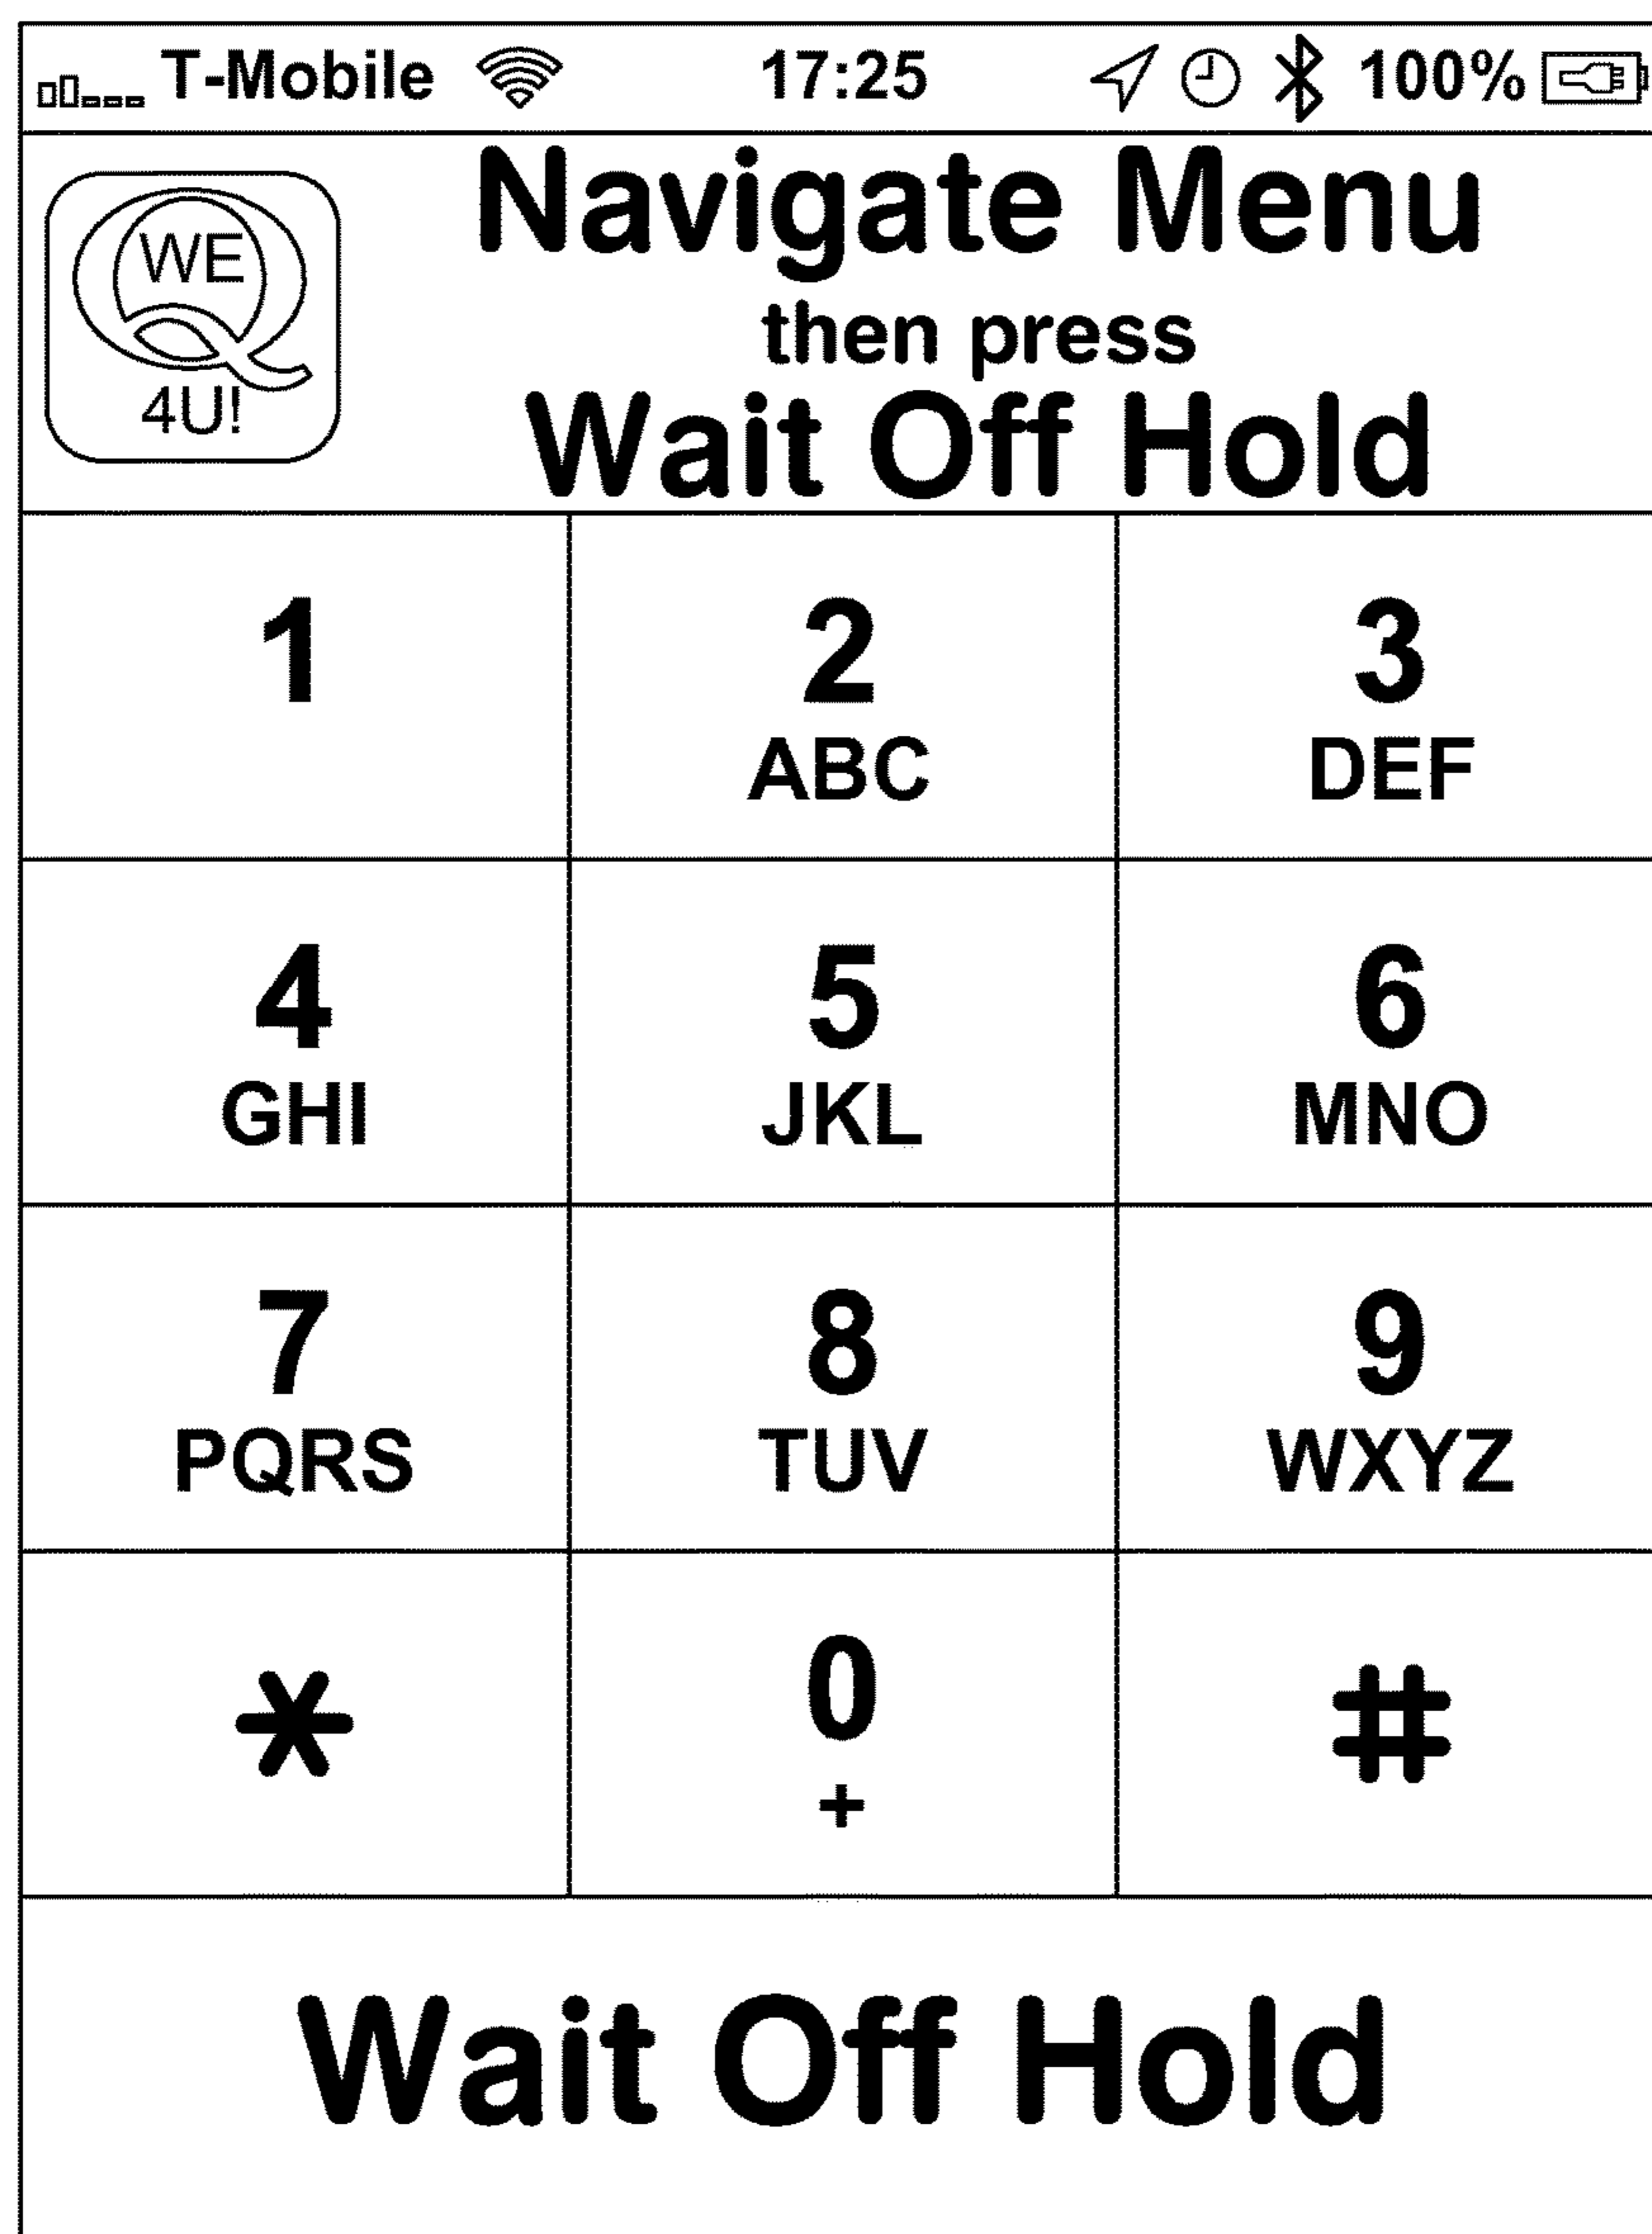 T-Mobile 17:25 100%
WE
4U!
Navigate Menu
then press
Wait Off Hold
1 2 3
ABC DEF
4 5 6
GHI JKL MNO
7 8 9
PQRS TUV WXYZ
* 0 #
+
Wait Off Hold